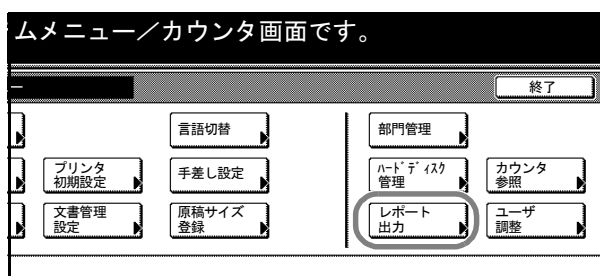 ムメニュー／カウンタ画面です。
ー
終了
言語切替
部門管理
プリンタ
初期設定
手差し設定
ﾊｰﾄﾞﾃﾞｨｽｸ
管理
カウンタ
参照
文書管理
設定
原稿サイズ
登録
レポート
出力
ユーザ
調整